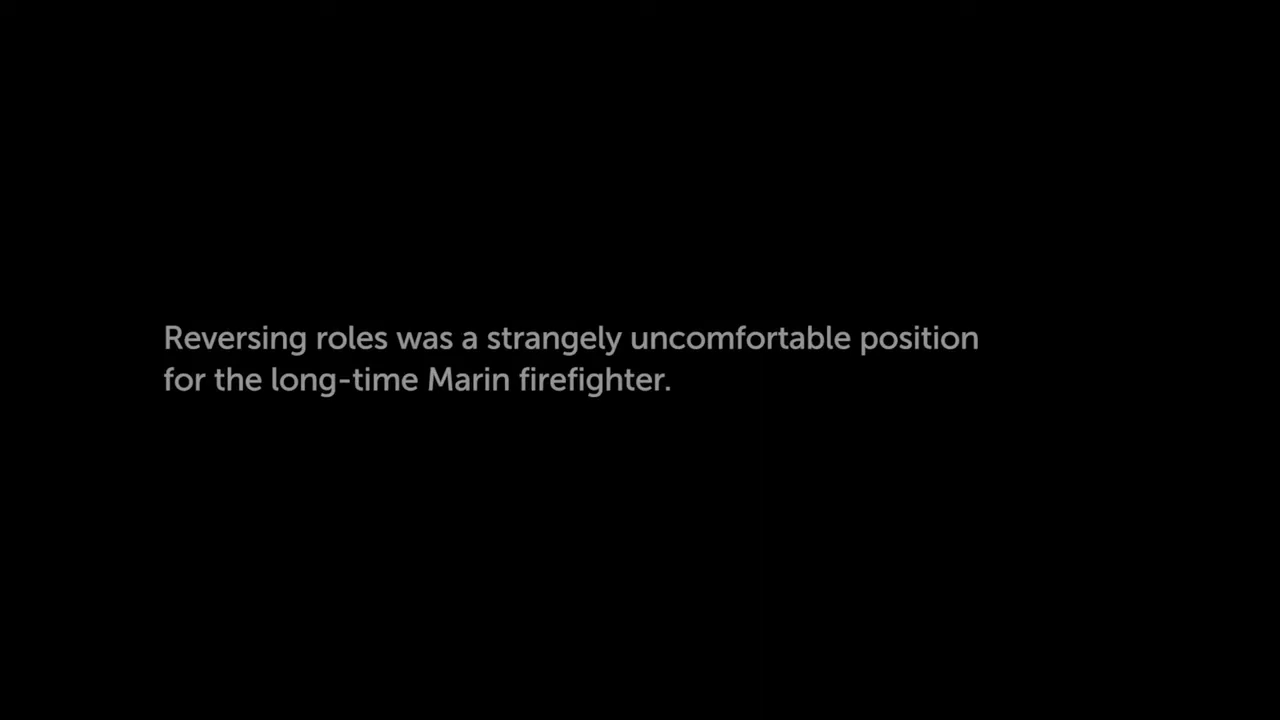 Reversing roles was a strangely uncomfortable position
for the long-time Marin firefighter.